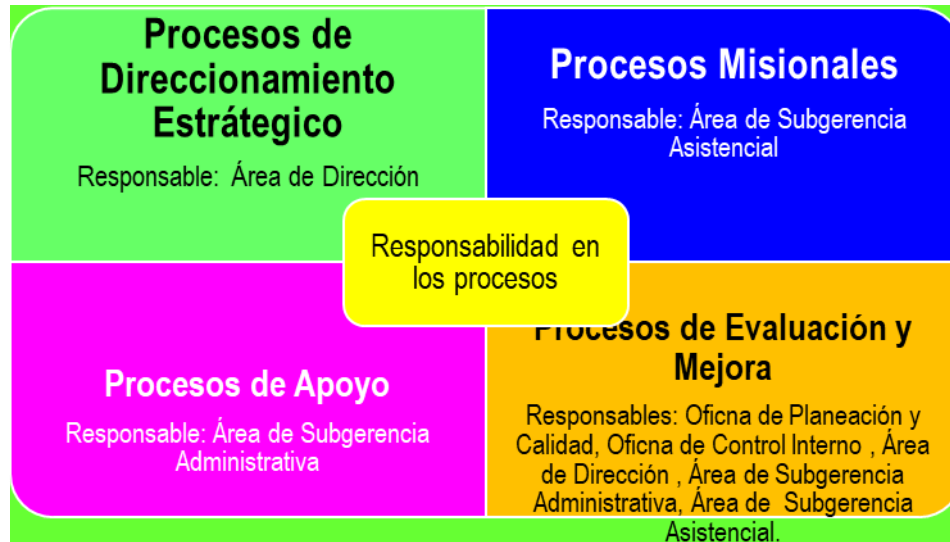 Procesos de
Direccionamiento
Estrátegico
Responsable: Área de Dirección
Procesos Misionales
Responsable: Área de Subgerencia
Asistencial
Responsabilidad en
los procesos
Procesos de Apoyo
Responsable: Área de Subgerencia
Administrativa
Procesos de Evaluación y
Mejora
Responsables: Oficna de Planeación y
Calidad, Oficna de Control Interno , Área
de Dirección , Área de Subgerencia
Administrativa, Área de Subgerencia
Asistencial.